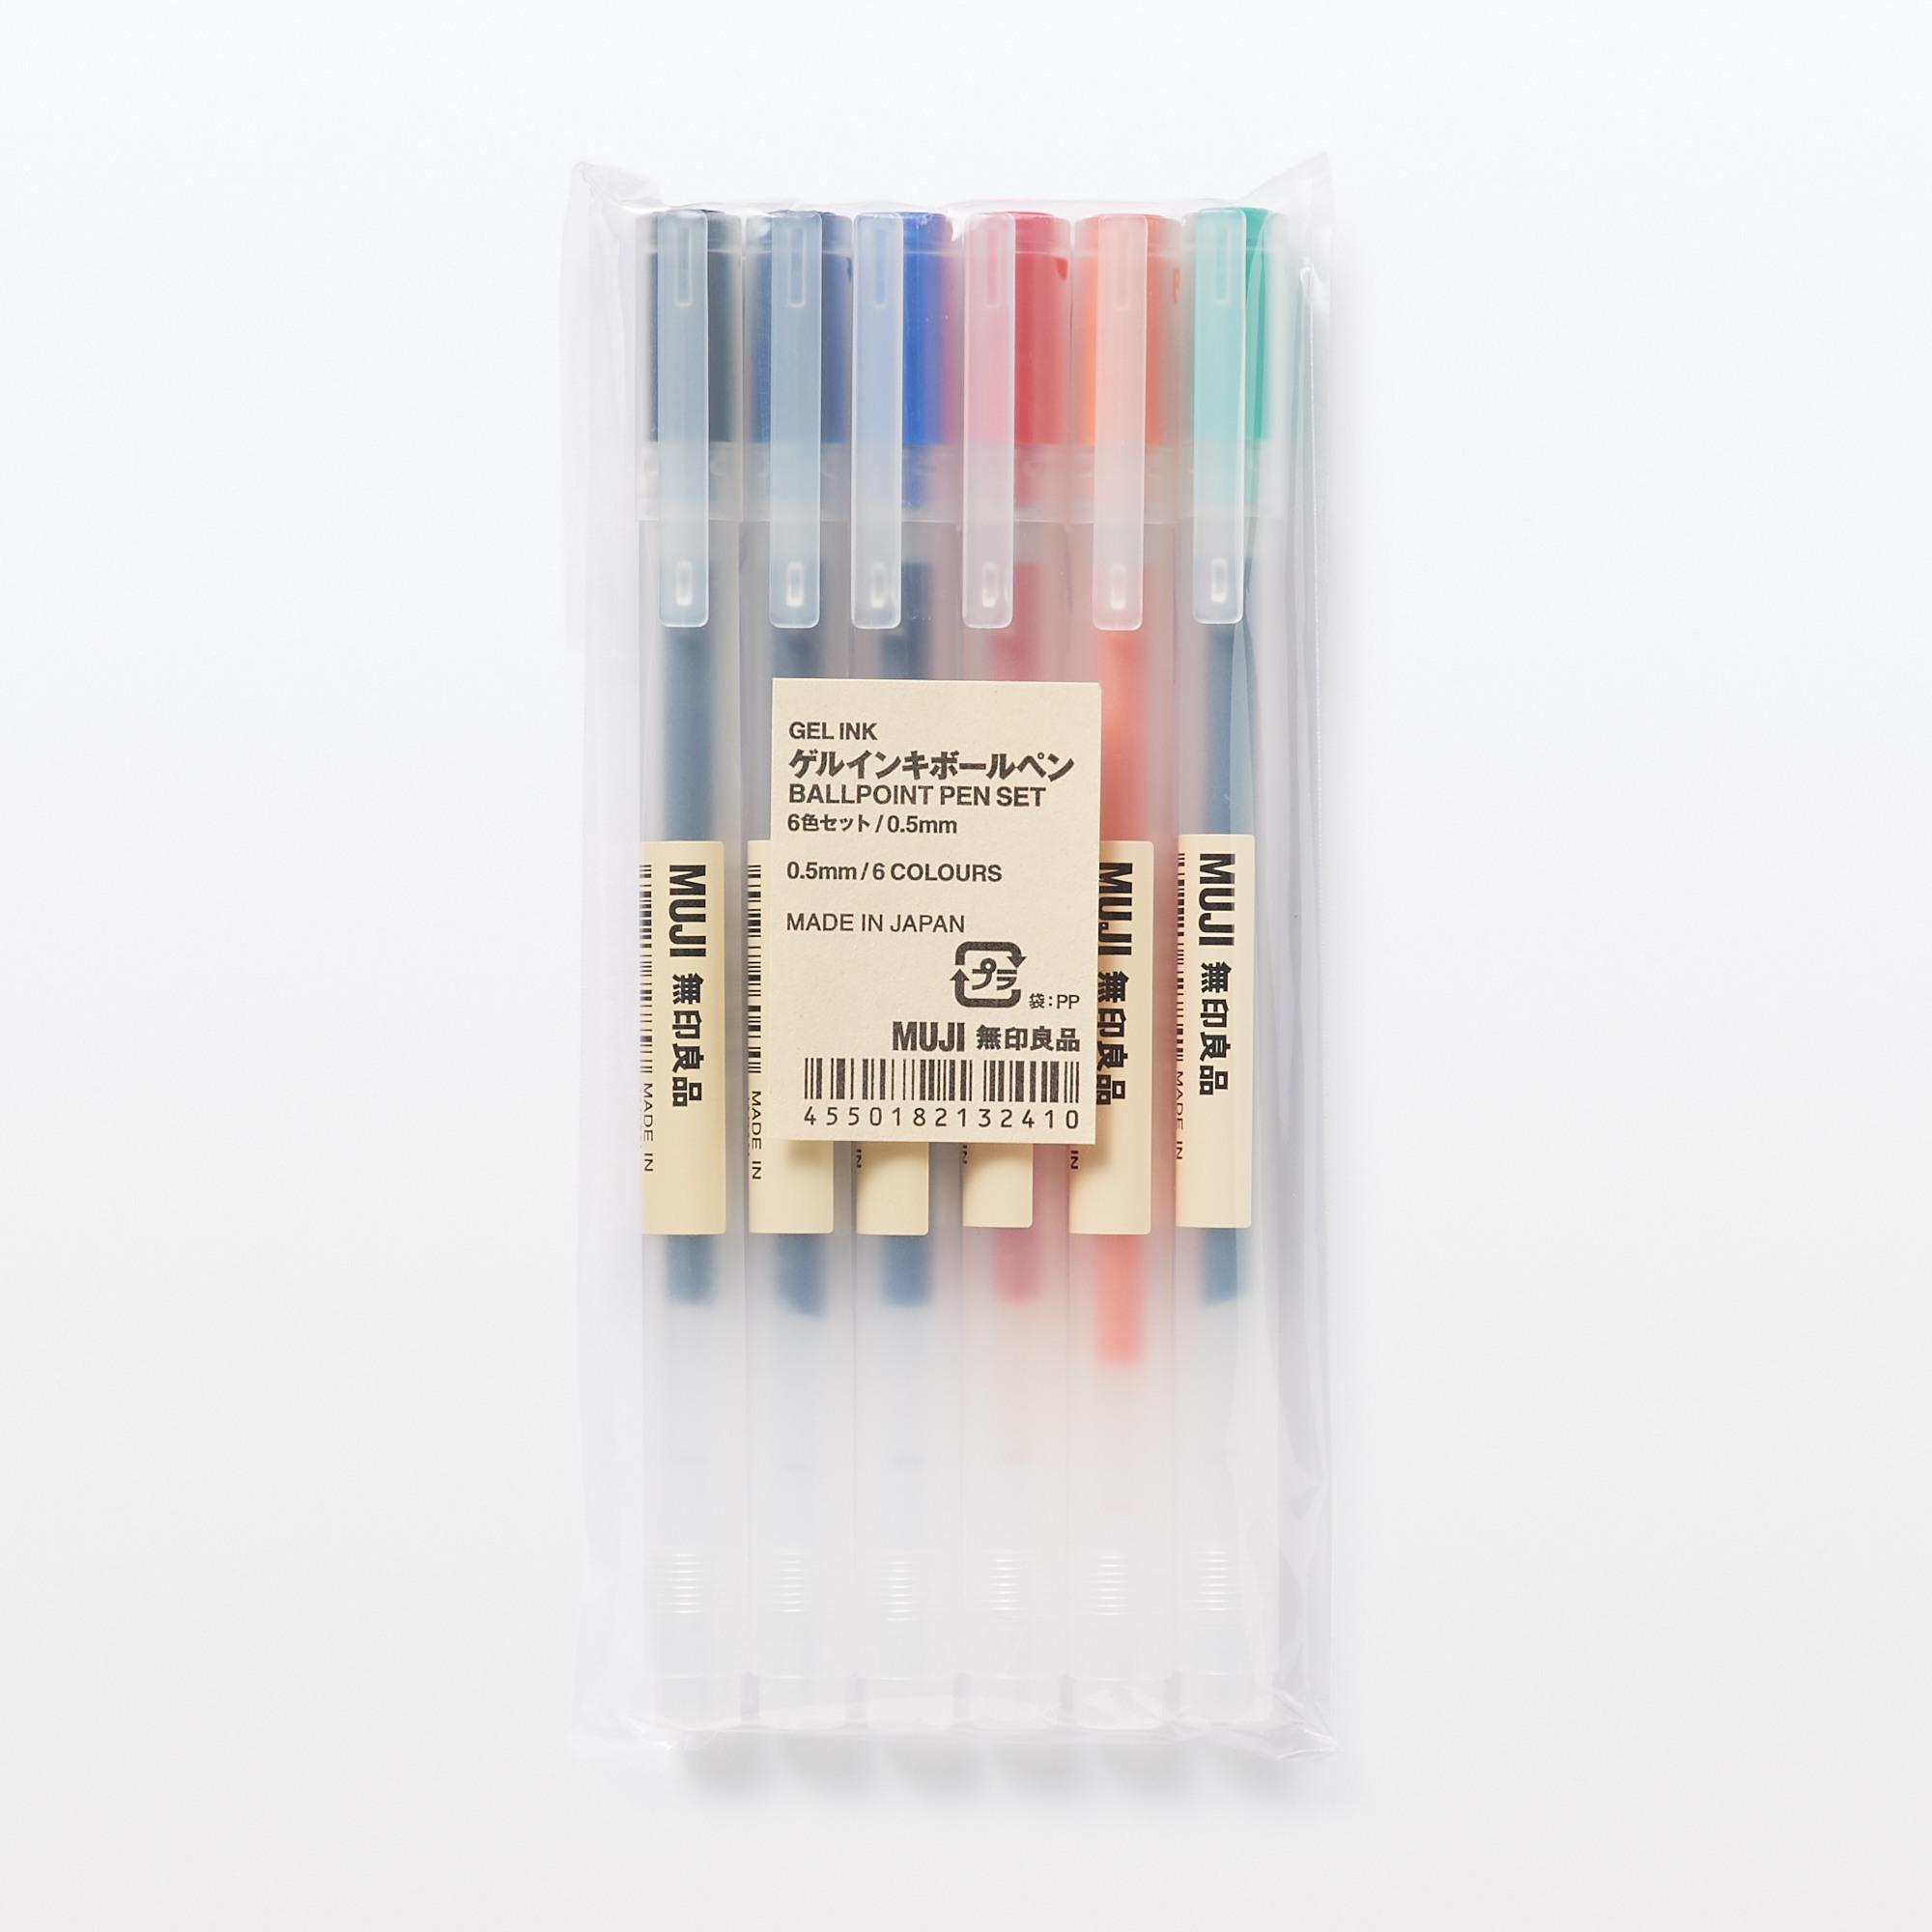 GEL INK
ゲルインキボールペン
BALLPOINT PEN SET
6色セット / 0.5mm
0.5mm / 6 COLOURS
MADE IN JAPAN
プラ
袋：PP
MUJI 無印良品
4550182132410
MUJI 無印良品
MADE IN
MADE IN
IN
IN
IN
MUJI 無印良品
MUJI 無印良品
MADE IN